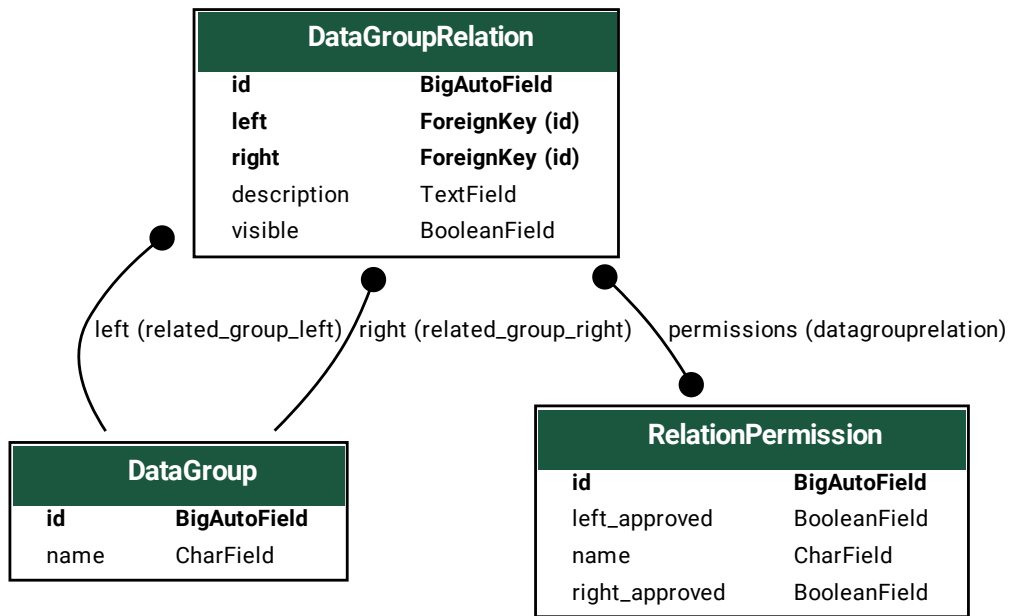 DataGroupRelation
id BigAutoField
left ForeignKey (id)
right ForeignKey (id)
description TextField
visible BooleanField
left (related_group_left) right (related_group_right) permissions (datagrouprelation)
DataGroup
id BigAutoField
name CharField
RelationPermission
id BigAutoField
left_approved BooleanField
name CharField
right_approved BooleanField